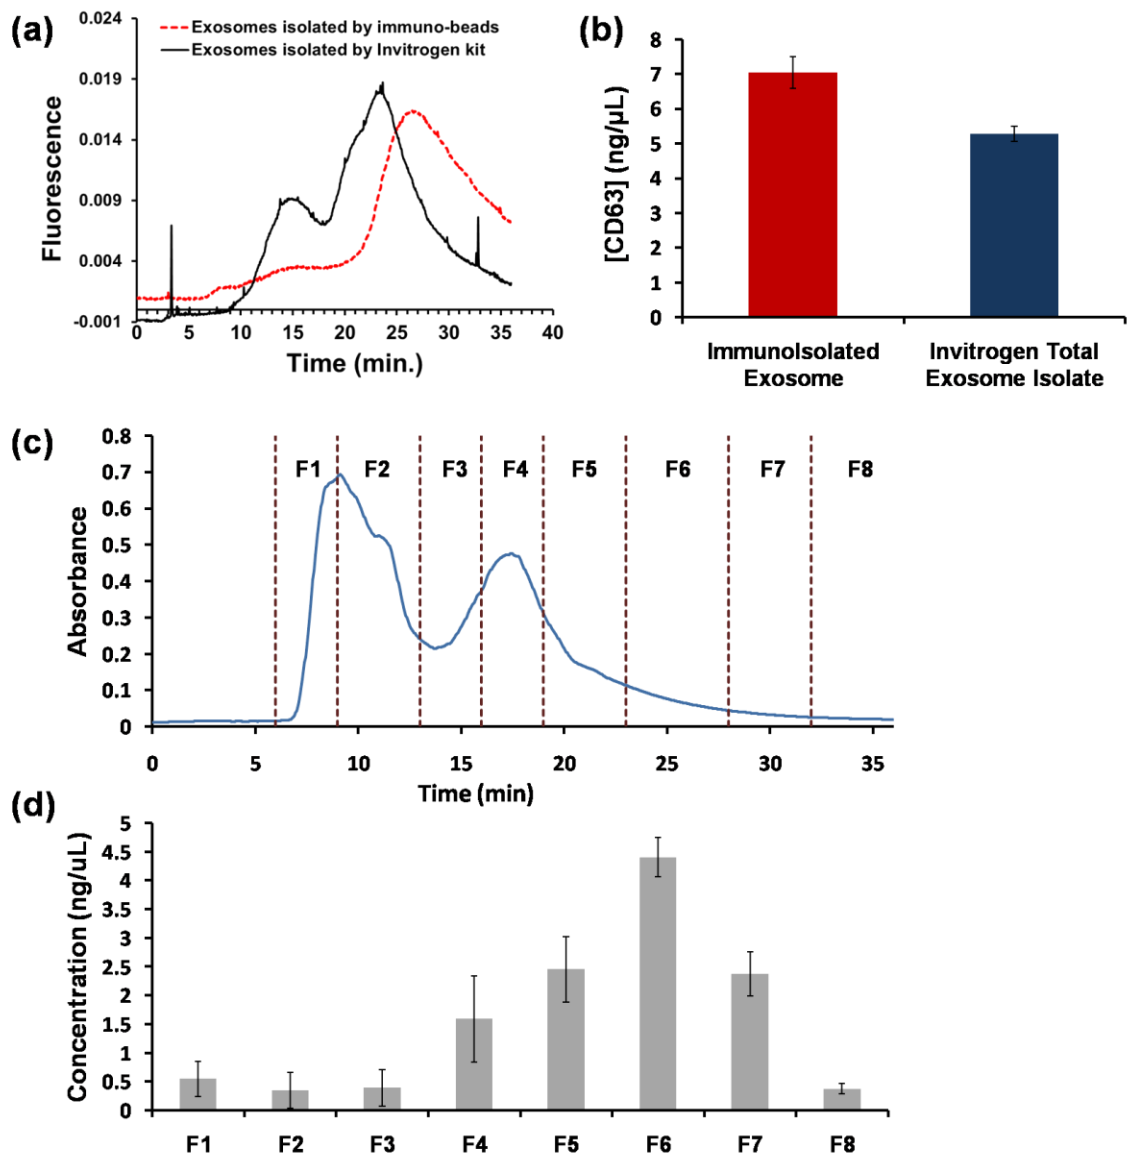 (a)
0.024
0.019
0.014
0.009
0.004
-0.001
Fluorescence
Exosomes isolated by immuno-beads
Exosomes isolated by Invitrogen kit
0 5 10 15 20 25 30 35 40
Time (min.)
(b)
8
7
6
5
4
3
2
1
0
[CD63] (ng/μL)
ImmunoIsolated
Exosome
Invitrogen Total
Exosome Isolate
(c)
0.8
0.7
0.6
0.5
0.4
0.3
0.2
0.1
0
Absorbance
F1 F2 F3 F4 F5 F6 F7 F8
0 5 10 15 20 25 30 35
Time (min)
(d)
5
4.5
4
3.5
3
2.5
2
1.5
1
0.5
0
Concentration (ng/uL)
F1 F2 F3 F4 F5 F6 F7 F8